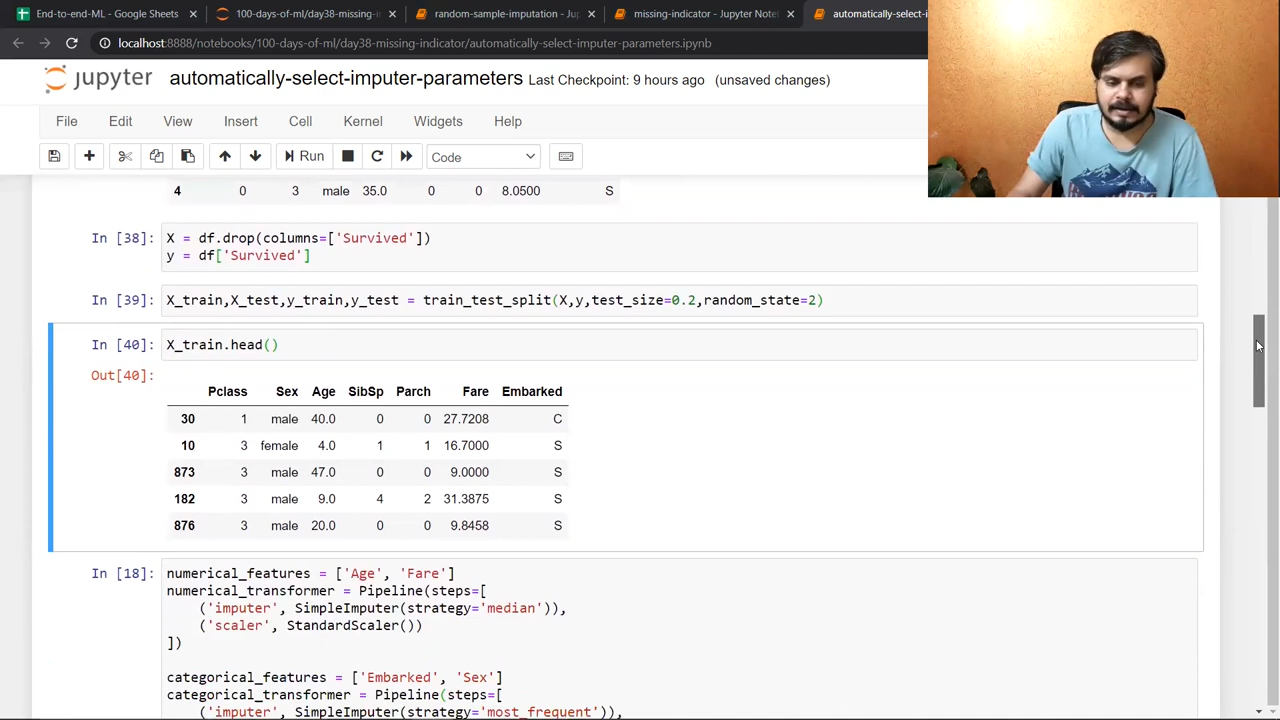 End-to-end-ML - Google Sheets
100-days-of-ml/day38-missing-i
random-sample-imputation - Ju
missing-indicator - Jupyter Note
automatically-select-i
localhost:8888/notebooks/100-days-of-ml/day38-missing-indicator/automatically-select-imputer-parameters.ipynb
jupyter automatically-select-imputer-parameters Last Checkpoint: 9 hours ago (unsaved changes)
File Edit View Insert Cell Kernel Widgets Help
Run Code
4 0 3 male 35.0 0 0 8.0500 S
In [38]: X = df.drop(columns=['Survived'])
y = df['Survived']
In [39]: X_train,X_test,y_train,y_test = train_test_split(X,y,test_size=0.2,random_state=2)
In [40]: X_train.head()
Out[40]:
Pclass Sex Age SibSp Parch Fare Embarked
30 1 male 40.0 0 0 27.7208 C
10 3 female 4.0 1 1 16.7000 S
873 3 male 47.0 0 0 9.0000 S
182 3 male 9.0 4 2 31.3875 S
876 3 male 20.0 0 0 9.8458 S
In [18]: numerical_features = ['Age', 'Fare']
numerical_transformer = Pipeline(steps=[
('imputer', SimpleImputer(strategy='median')),
('scaler', StandardScaler())
])
categorical_features = ['Embarked', 'Sex']
categorical_transformer = Pipeline(steps=[
('imputer', SimpleImputer(strategy='most_frequent')),